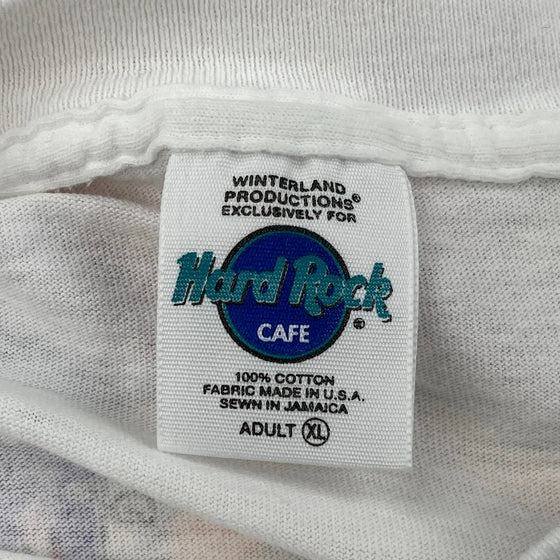 WINTERLAND
PRODUCTIONS®
EXCLUSIVELY FOR
Hard Rock®
CAFE
100% COTTON
FABRIC MADE IN U.S.A.
SEWN IN JAMAICA
ADULT XL